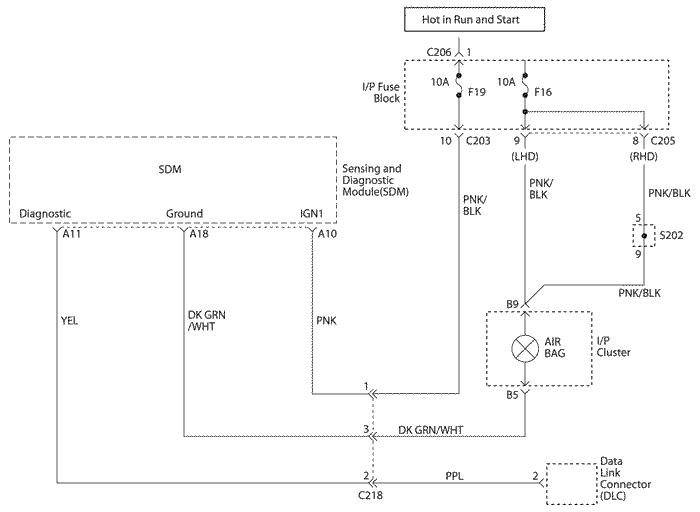 Hot in Run and Start
C206 1
I/P Fuse
Block
10A
F19
10A
F16
10 C203
9
(LHD)
8 C205
(RHD)
SDM
Sensing and
Diagnostic
Module(SDM)
Diagnostic
Ground
IGN1
A11
A18
A10
PNK/
BLK
PNK/
BLK
PNK/BLK
5
S202
9
PNK/BLK
YEL
DK GRN
/WHT
PNK
B9
AIR
BAG
I/P
Cluster
B5
1
3
DK GRN/WHT
2
C218
PPL
2
Data
Link
Connector
(DLC)